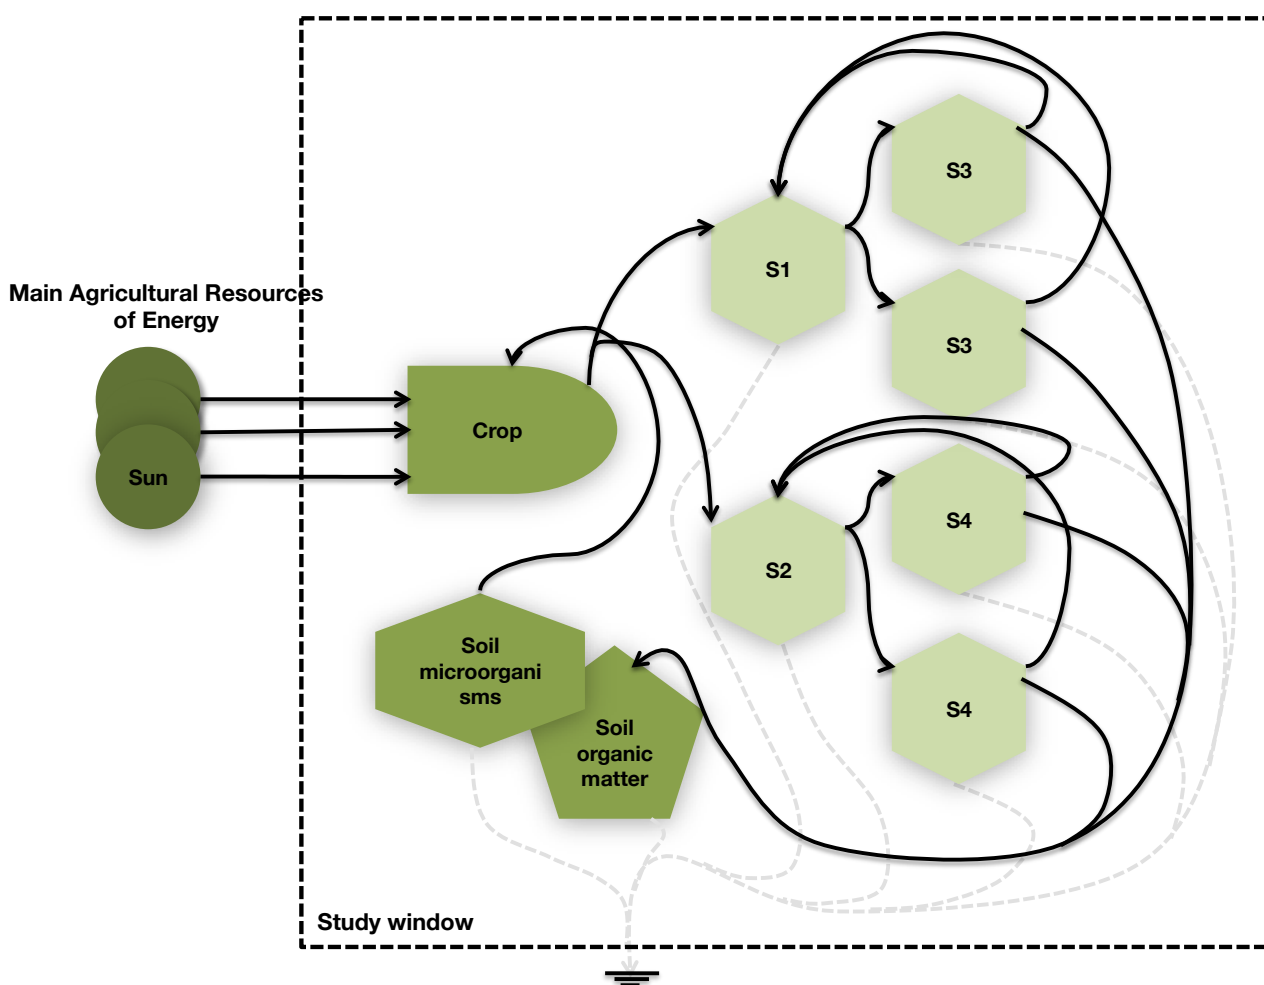 Main Agricultural Resources
of Energy
Sun
Crop
S1
S3
S3
S2
S4
S4
Soil
microorgani
sms
Soil
organic
matter
Study window